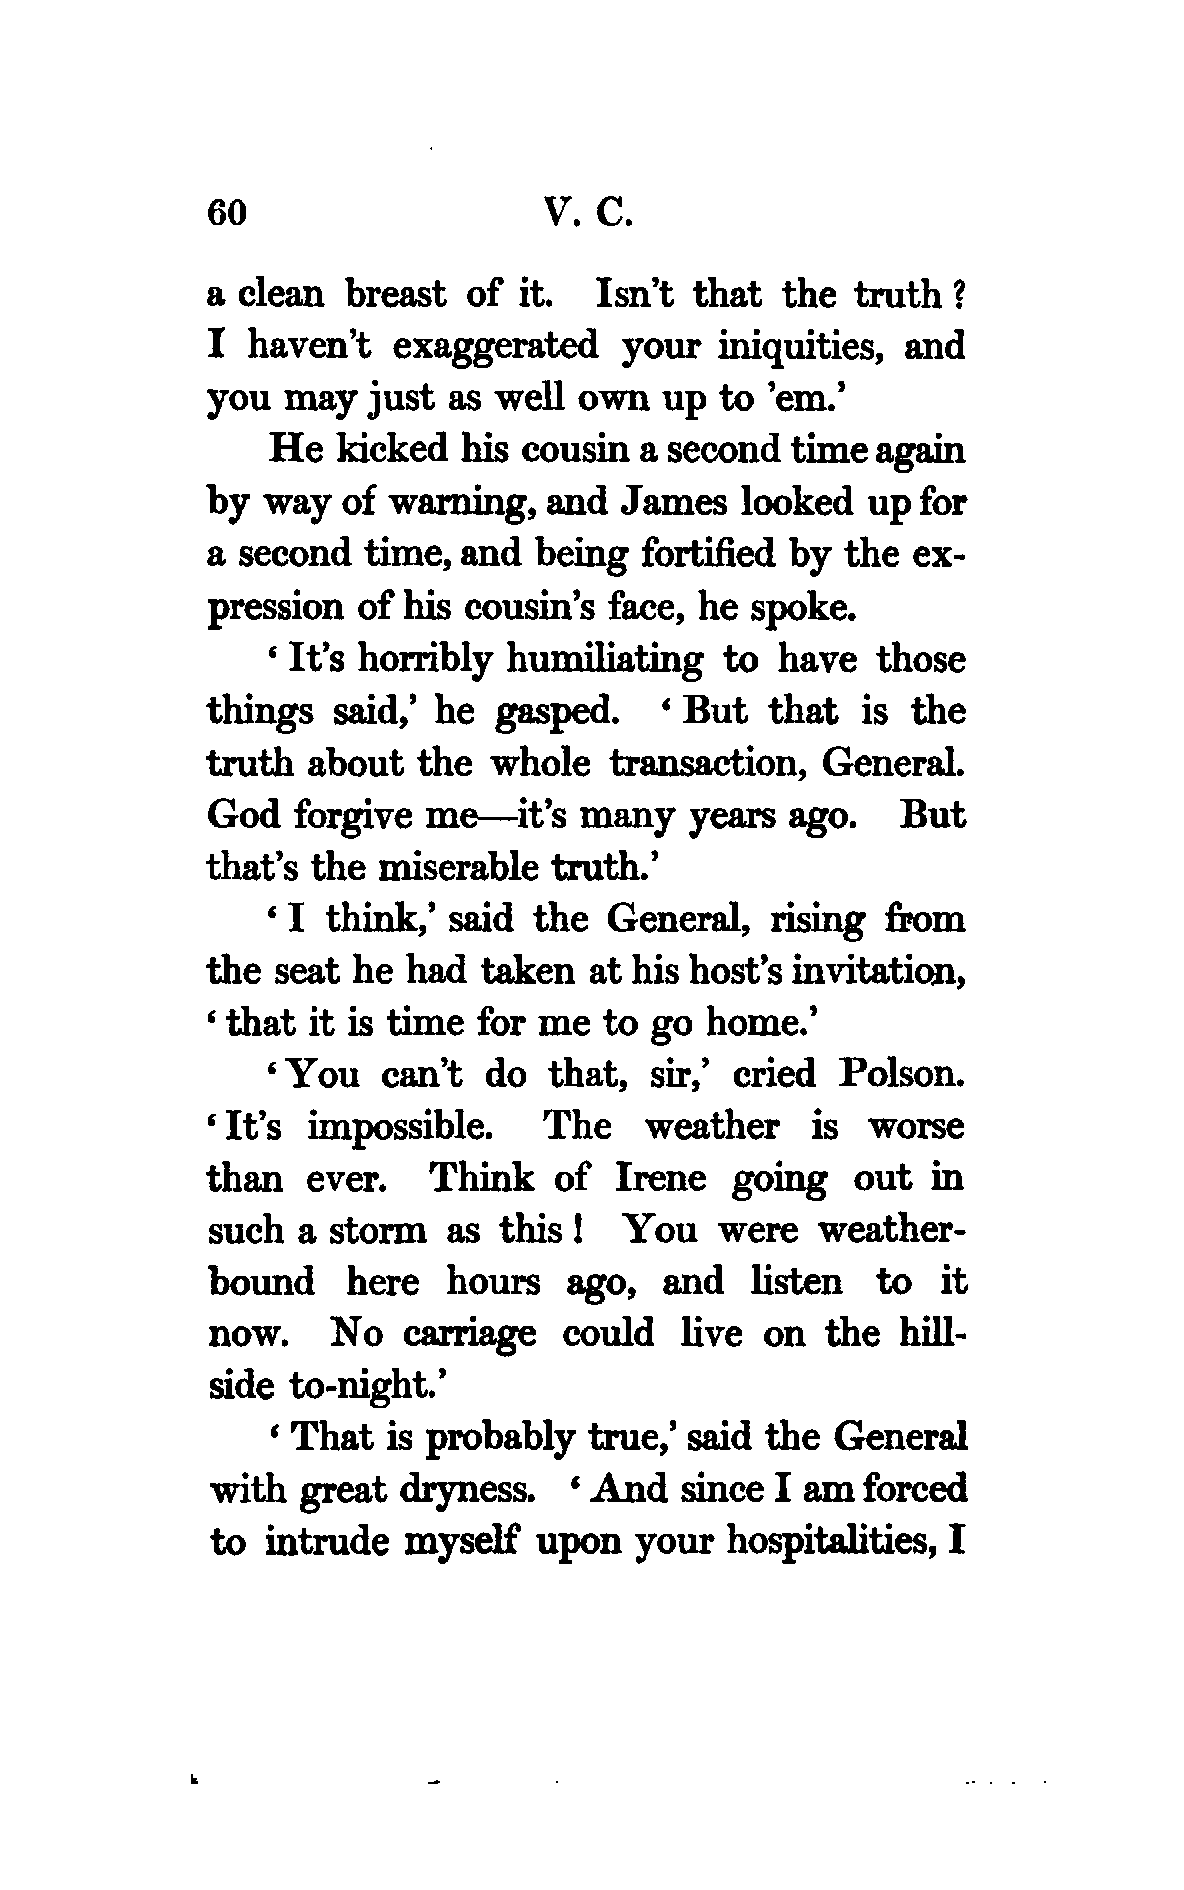 60 V. C.
a clean breast of it. Isn't that the truth?
I haven't exaggerated your iniquities, and
you may just as well own up to 'em.'
He kicked his cousin a second time again
by way of warning, and James looked up for
a second time, and being fortified by the ex-
pression of his cousin's face, he spoke.
'It's horribly humiliating to have those
things said,' he gasped. 'But that is the
truth about the whole transaction, General.
God forgive me—it's many years ago. But
that's the miserable truth.'
'I think,' said the General, rising from
the seat he had taken at his host's invitation,
'that it is time for me to go home.'
'You can't do that, sir,' cried Polson.
'It's impossible. The weather is worse
than ever. Think of Irene going out in
such a storm as this! You were weather-
bound here hours ago, and listen to it
now. No carriage could live on the hill-
side to-night.'
'That is probably true,' said the General
with great dryness. 'And since I am forced
to intrude myself upon your hospitalities, I